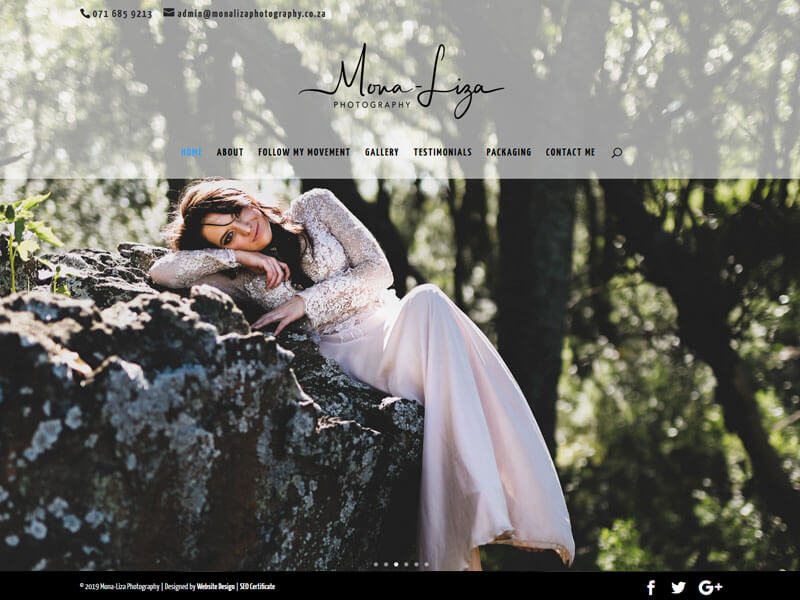 071 685 9213 admin@monalizaphotography.co.za
Mona-Liza
PHOTOGRAPHY
HOME ABOUT FOLLOW MY MOVEMENT GALLERY TESTIMONIALS PACKAGING CONTACT ME
© 2019 Mona-Liza Photography | Designed by Website Design | SEO Certificate